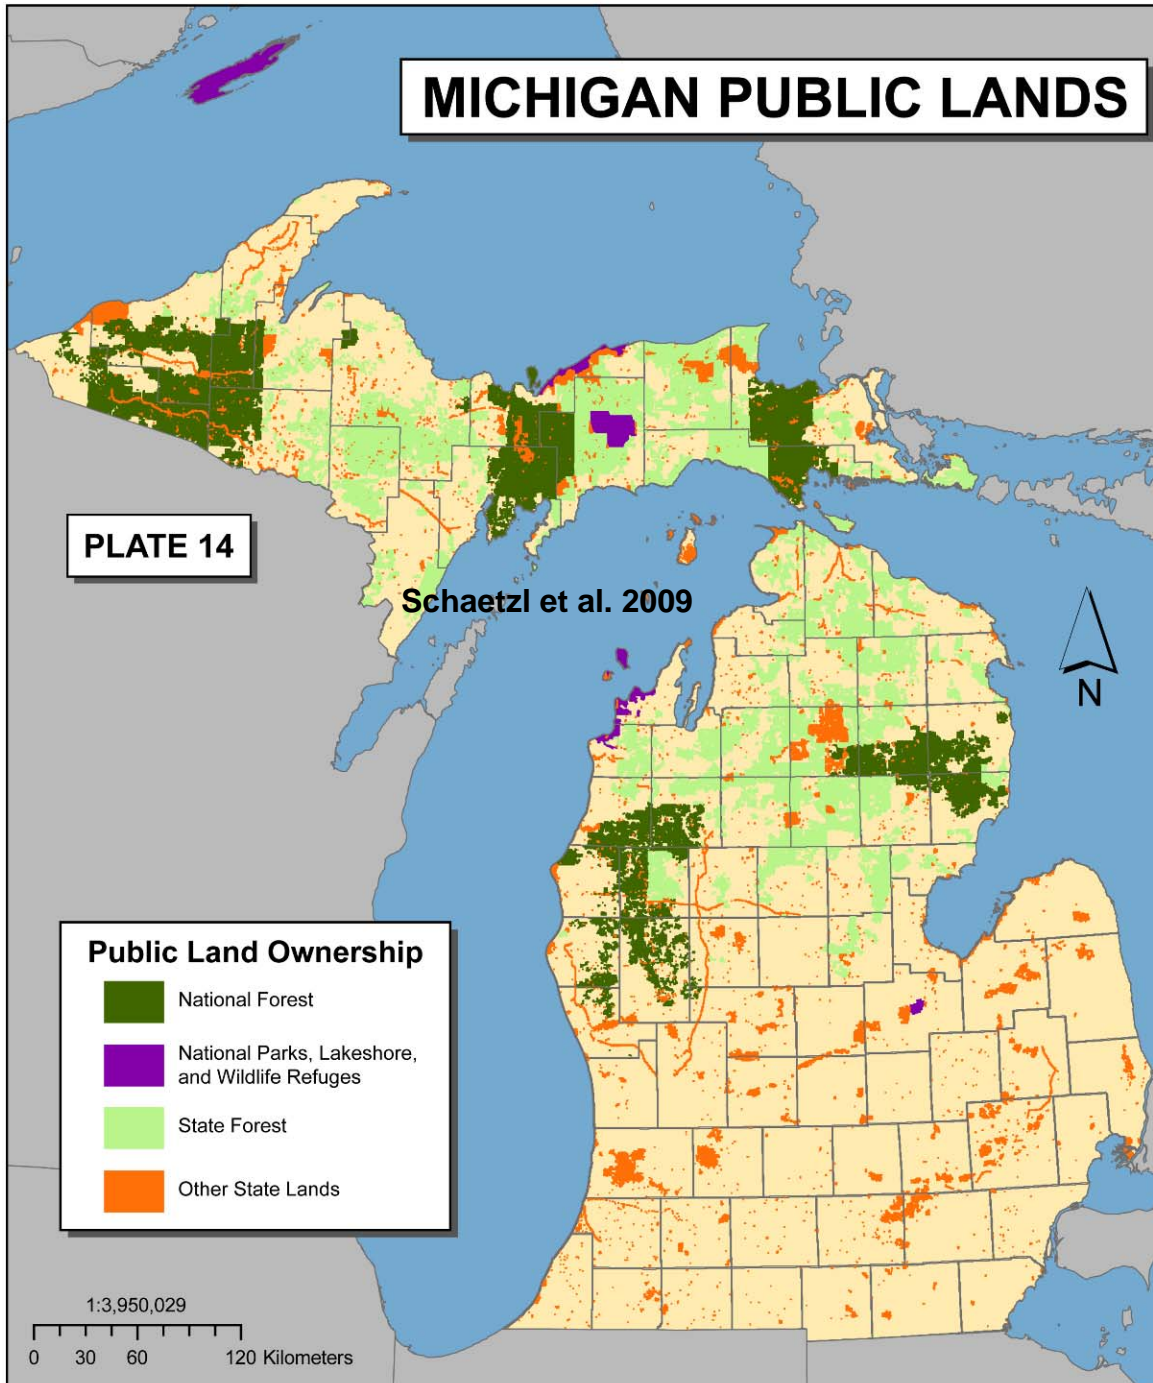 MICHIGAN PUBLIC LANDS
PLATE 14
Schaetzl et al. 2009
N
Public Land Ownership
National Forest
National Parks, Lakeshore,
and Wildlife Refuges
State Forest
Other State Lands
1:3,950,029
0 30 60 120 Kilometers